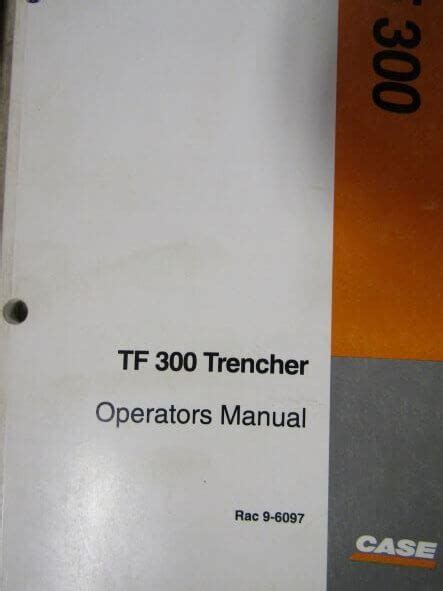 300
TF 300 Trencher
Operators Manual
Rac 9-6097
CASE